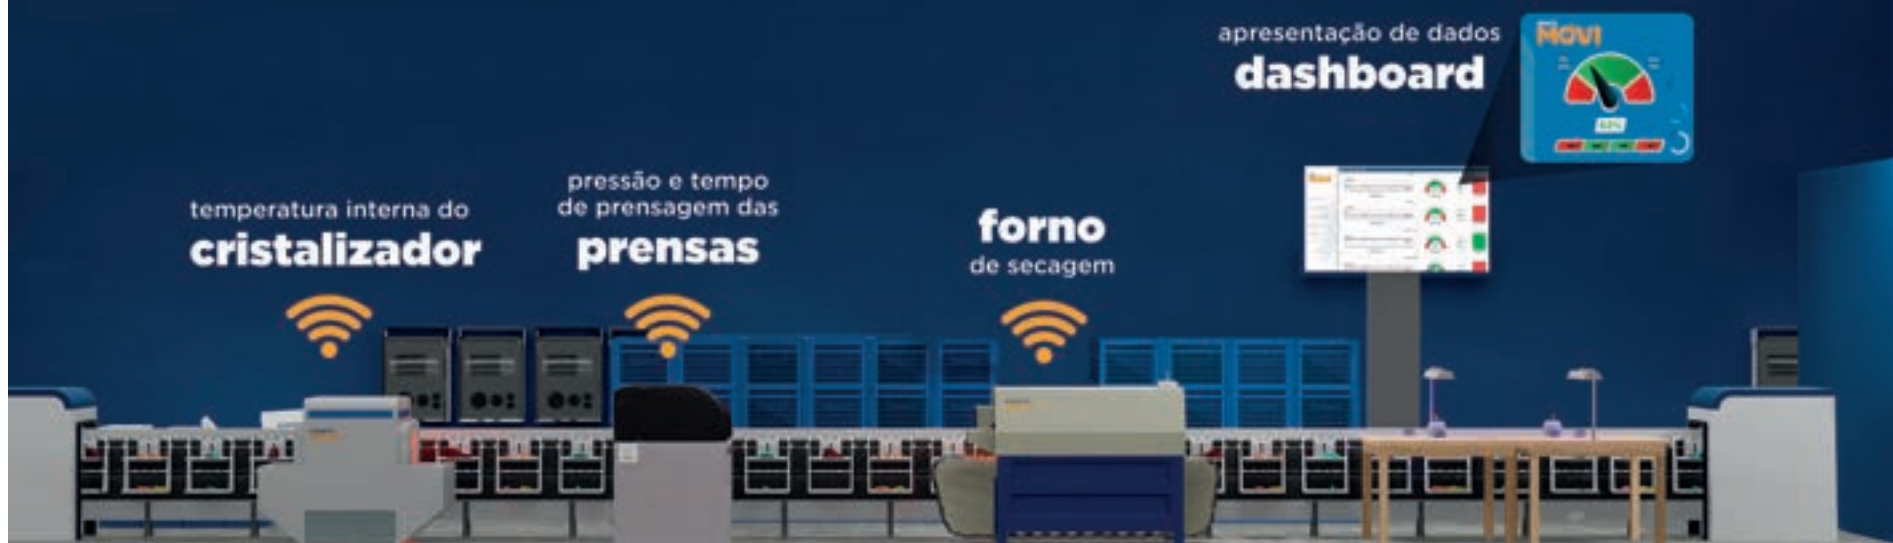 temperatura interna do
cristalizador
pressão e tempo
de prensagem das
prensas
forno
de secagem
apresentação de dados
dashboard
MOVI